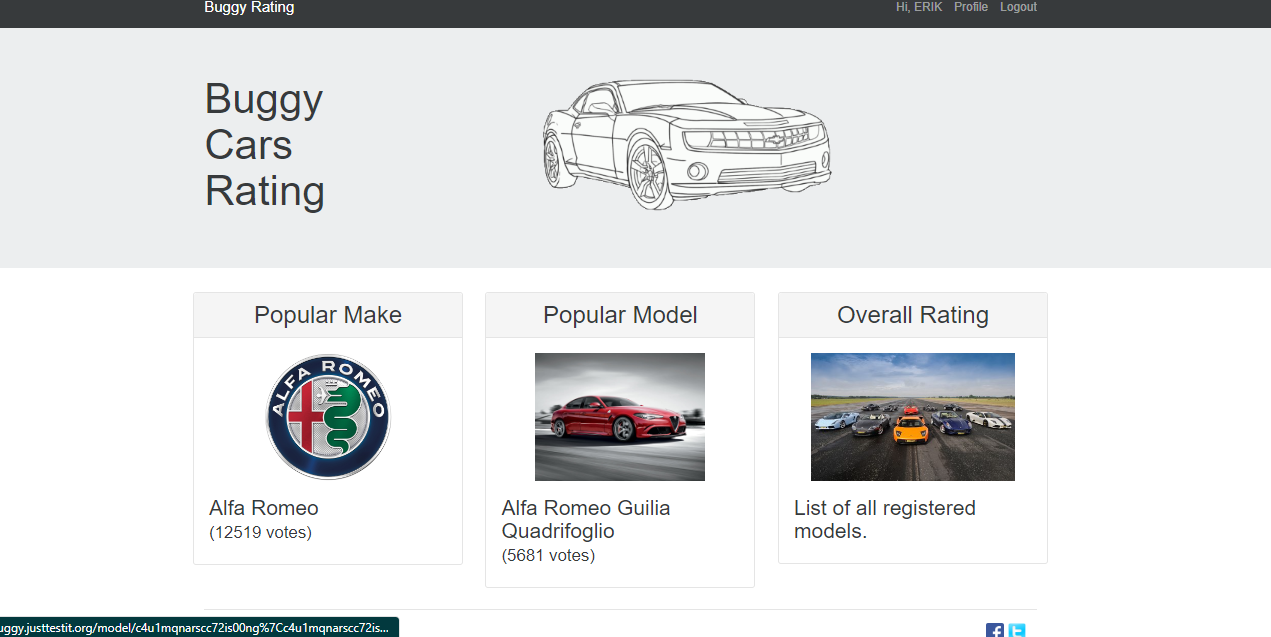 Buggy Rating
Hi, ERIK Profile Logout
Buggy
Cars
Rating
Popular Make
Popular Model
Overall Rating
ALFA ROMEO
Alfa Romeo
(12519 votes)
Alfa Romeo Guilia
Quadrifoglio
(5681 votes)
List of all registered
models.
uggy.justtestit.org/model/c4u1mqnarscc72is00ng%7Cc4u1mqnarscc72is...